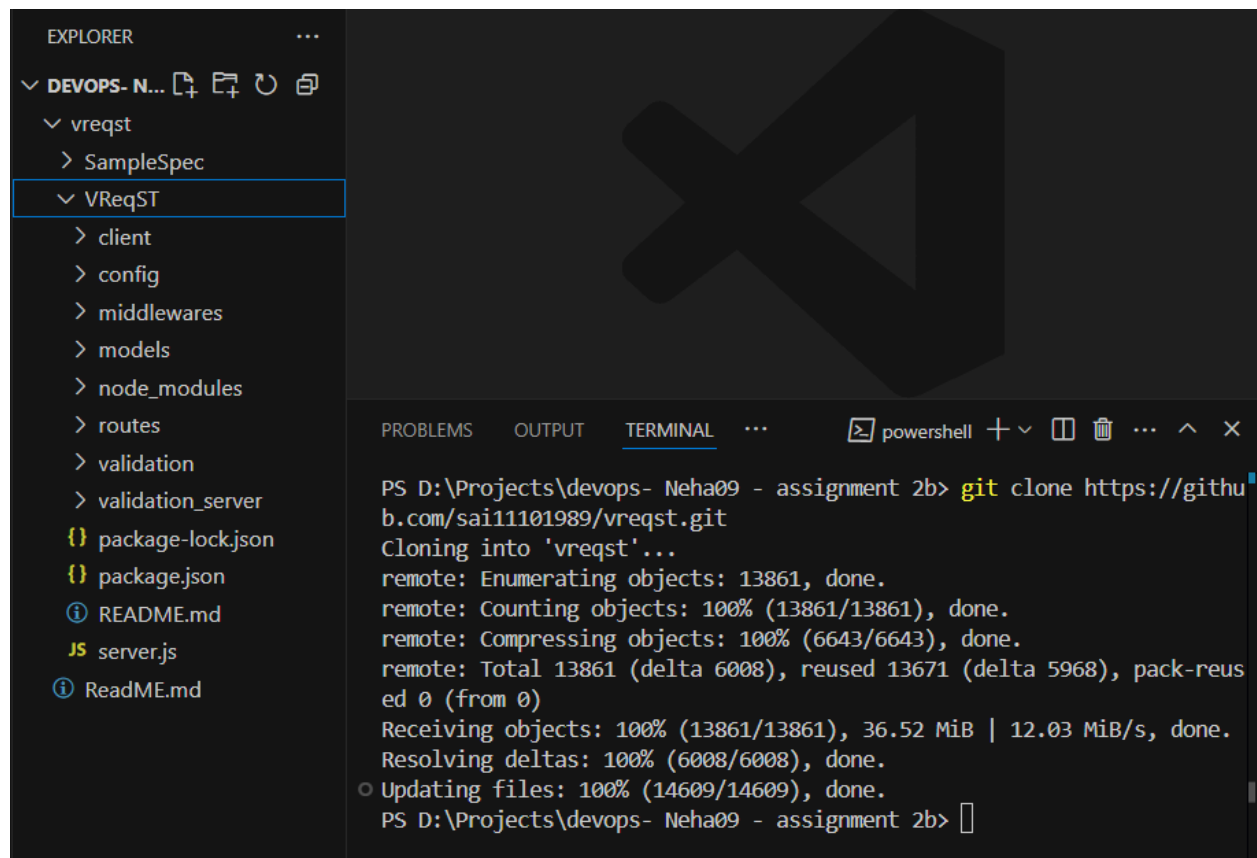 EXPLORER ...
DEVOPS- N...
vreqst
SampleSpec
VReqST
client
config
middlewares
models
node_modules
routes
validation
validation_server
{} package-lock.json
{} package.json
README.md
JS server.js
ReadME.md
PROBLEMS OUTPUT TERMINAL ... powershell ...
PS D:\Projects\devops- Neha09 - assignment 2b> git clone https://githu
b.com/sai11101989/vreqst.git
Cloning into 'vreqst'...
remote: Enumerating objects: 13861, done.
remote: Counting objects: 100% (13861/13861), done.
remote: Compressing objects: 100% (6643/6643), done.
remote: Total 13861 (delta 6008), reused 13671 (delta 5968), pack-reus
ed 0 (from 0)
Receiving objects: 100% (13861/13861), 36.52 MiB | 12.03 MiB/s, done.
Resolving deltas: 100% (6008/6008), done.
Updating files: 100% (14609/14609), done.
PS D:\Projects\devops- Neha09 - assignment 2b>